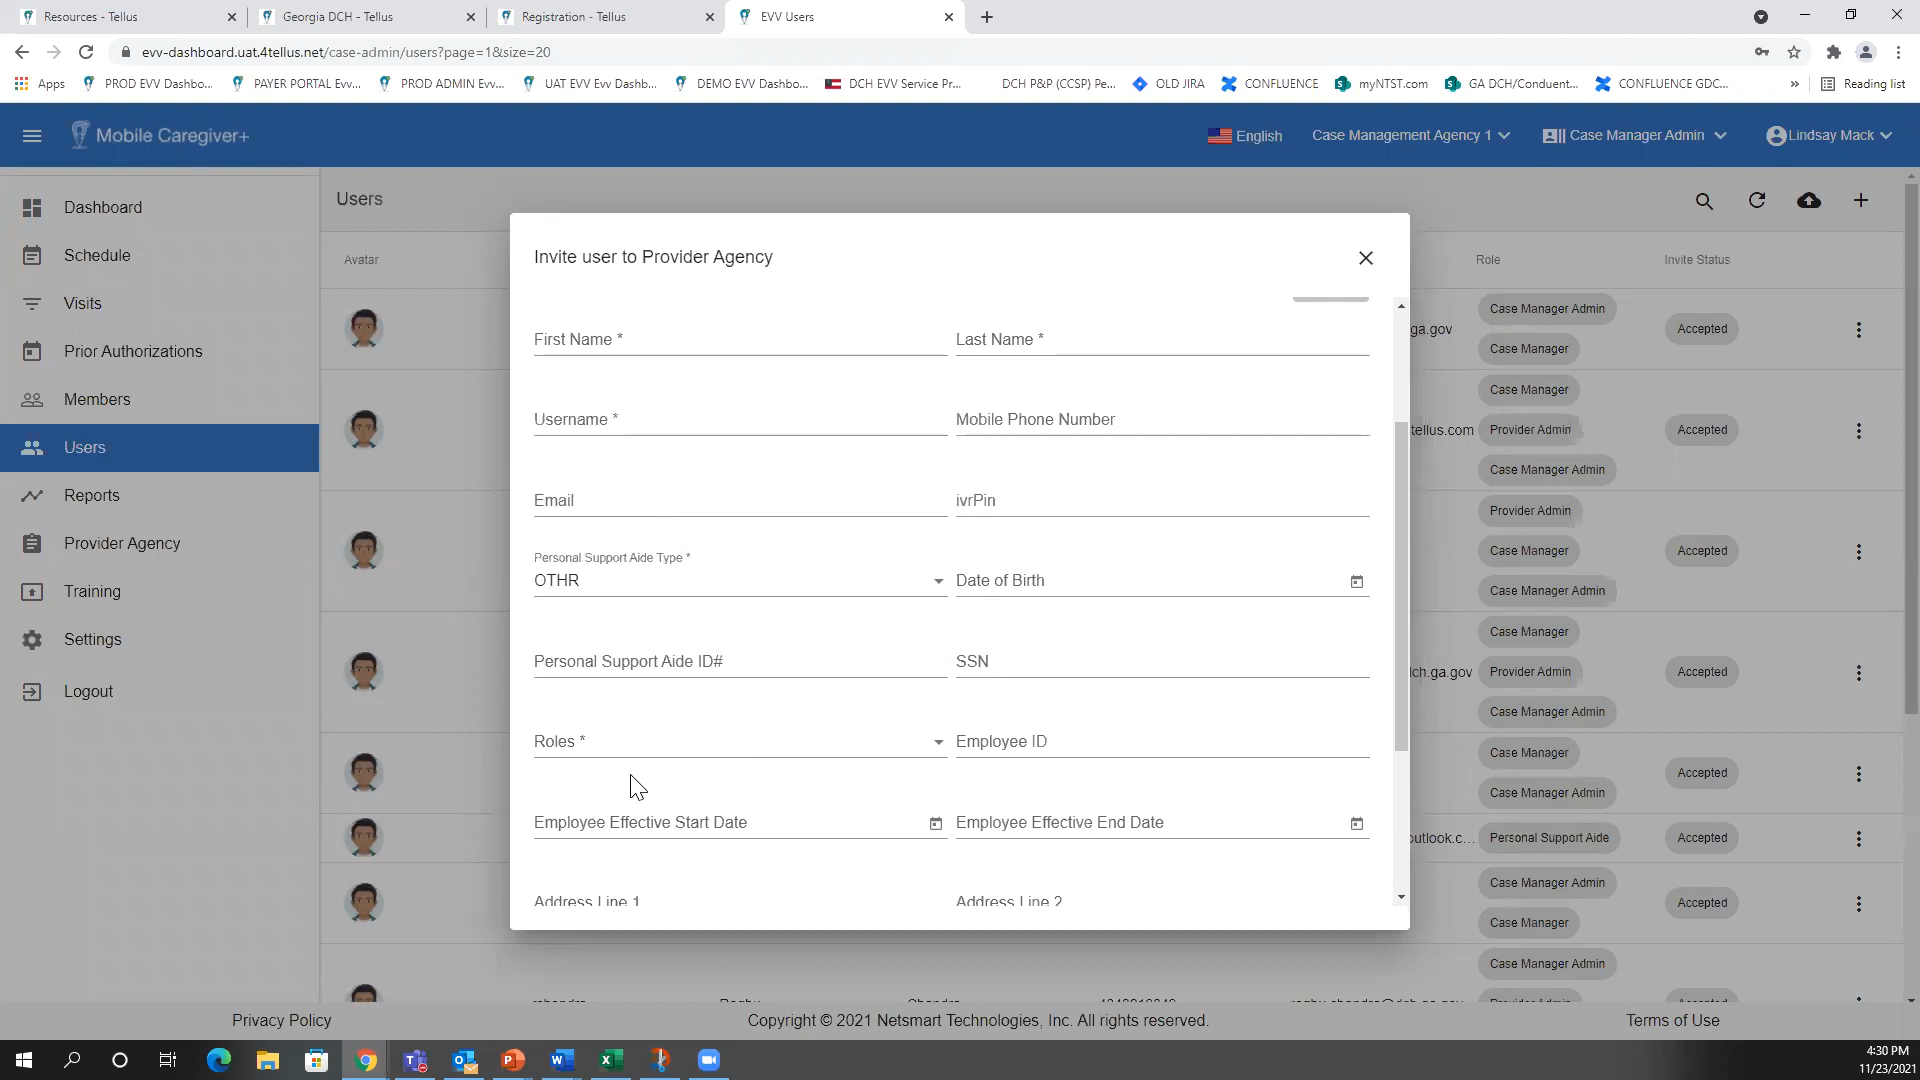 Resources - Tellus
Georgia DCH - Tellus
Registration - Tellus
EVV Users
evv-dashboard.uat.4tellus.net/case-admin/users?page=1&size=20
Apps
PROD EVV Dashbo...
PAYER PORTAL Evv...
PROD ADMIN Evv...
UAT EVV Evv Dashb...
DEMO EVV Dashbo...
DCH EVV Service Pr...
DCH P&P (CCSP) Pe...
OLD JIRA
CONFLUENCE
myNTST.com
GA DCH/Conduent...
CONFLUENCE GDC...
Reading list
Mobile Caregiver+
English
Case Management Agency 1
Case Manager Admin
Lindsay Mack
Dashboard
Schedule
Visits
Prior Authorizations
Members
Users
Reports
Provider Agency
Training
Settings
Logout
Users
Avatar
Role
Invite Status
Invite user to Provider Agency
First Name *
Last Name *
Username *
Mobile Phone Number
Email
ivrPin
Personal Support Aide Type *
OTHR
Date of Birth
Personal Support Aide ID#
SSN
Roles *
Employee ID
Employee Effective Start Date
Employee Effective End Date
Address Line 1
Address Line 2
ga.gov
Case Manager Admin
Case Manager
Accepted
Case Manager
tellus.com
Provider Admin
Accepted
Case Manager Admin
Provider Admin
Case Manager
Accepted
Case Manager Admin
Case Manager
ch.ga.gov
Provider Admin
Accepted
Case Manager Admin
Case Manager
Accepted
Case Manager Admin
outlook.c...
Personal Support Aide
Accepted
Case Manager Admin
Accepted
Case Manager
Case Manager Admin
Privacy Policy
Copyright © 2021 Netsmart Technologies, Inc. All rights reserved.
Terms of Use
4:30 PM
11/23/2021